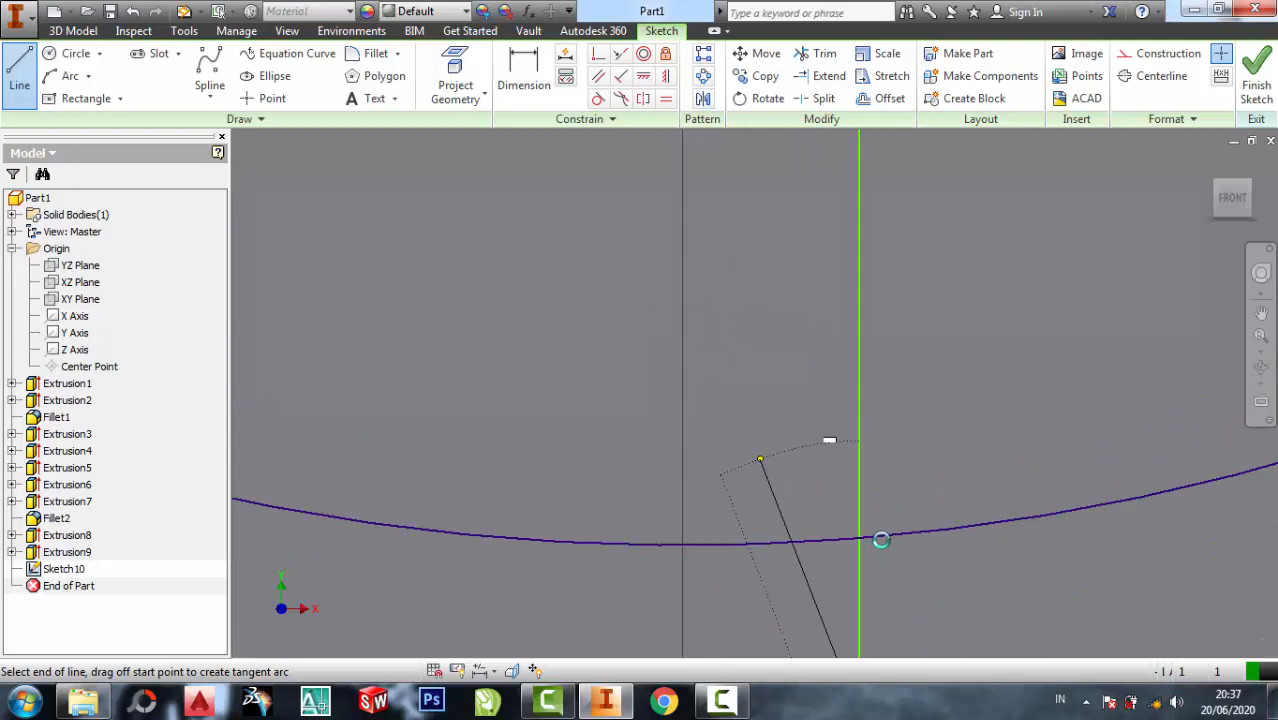 Material
Default
Part1
Type a keyword or phrase
Sign In
3D Model
Inspect
Tools
Manage
View
Environments
BIM
Get Started
Vault
Autodesk 360
Sketch
Line
Circle
Arc
Rectangle
Slot
Spline
Equation Curve
Ellipse
Point
Fillet
Polygon
Text
Project
Geometry
Dimension
Move
Copy
Rotate
Trim
Extend
Split
Scale
Stretch
Offset
Make Part
Make Components
Create Block
Image
Points
ACAD
Construction
Centerline
Finish
Sketch
Draw
Constrain
Pattern
Modify
Layout
Insert
Format
Exit
Model
Part1
Solid Bodies(1)
View: Master
Origin
YZ Plane
XZ Plane
XY Plane
X Axis
Y Axis
Z Axis
Center Point
Extrusion1
Extrusion2
Fillet1
Extrusion3
Extrusion4
Extrusion5
Extrusion6
Extrusion7
Fillet2
Extrusion8
Extrusion9
Sketch10
End of Part
FRONT
Y
X
Select end of line, drag off start point to create tangent arc
-1 / 1
1
Ps
IN
20:37
20/06/2020